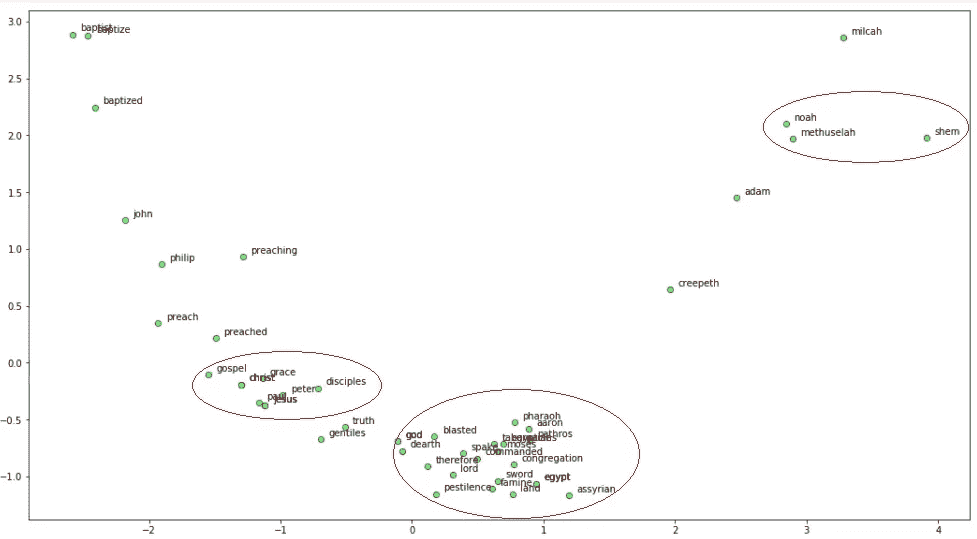 3.0
baptist
baptize
milcah
2.5
baptized
noah
methuselah
shem
2.0
adam
1.5
john
1.0
philip
preaching
creepeth
0.5
preach
preached
0.0
gospel
christ
grace
peter
disciples
paul
jesus
−0.5
truth
gentiles
pharaoh
aaron
pathros
god
blasted
dearth
spake
moses
commanded
therefore
congregation
lord
−1.0
sword
famine
egypt
pestilence
land
assyrian
−2
−1
0
1
2
3
4